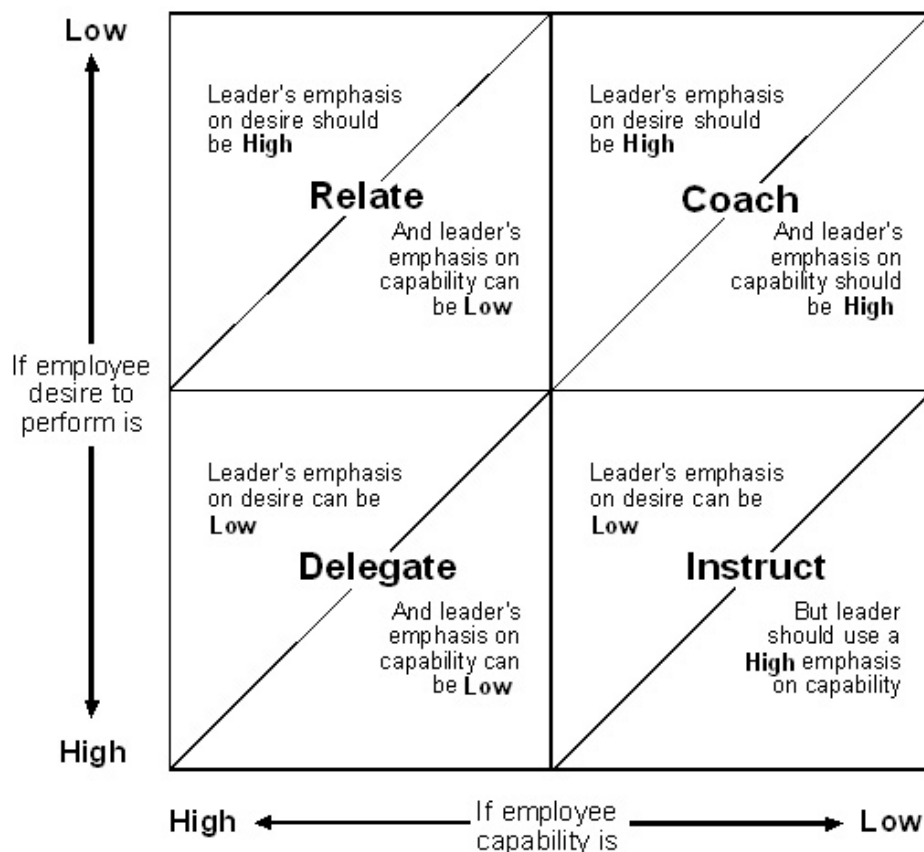 Low
Leader's emphasis
on desire should
be High
Relate
And leader's
emphasis on
capability can
be Low
Leader's emphasis
on desire should
be High
Coach
And leader's
emphasis on
capability should
be High
If employee
desire to
perform is
Leader's emphasis
on desire can be
Low
Delegate
And leader's
emphasis on
capability can
be Low
Leader's emphasis
on desire can be
Low
Instruct
But leader
should use a
High emphasis
on capability
High
High
If employee
capability is
Low